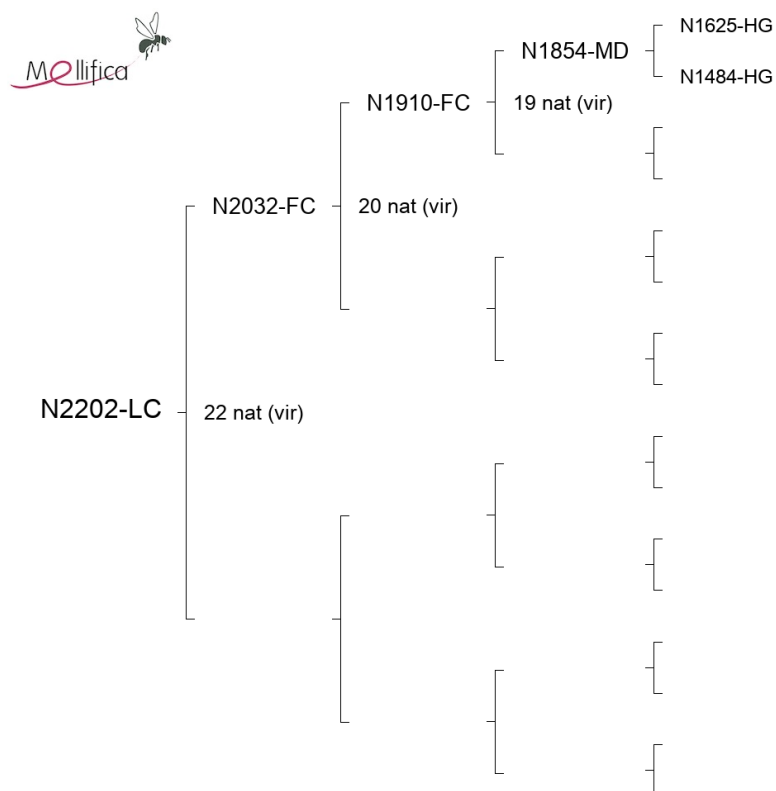 Mellifica
N1625-HG
N1854-MD
N1484-HG
N1910-FC
19 nat (vir)
N2032-FC
20 nat (vir)
N2202-LC
22 nat (vir)